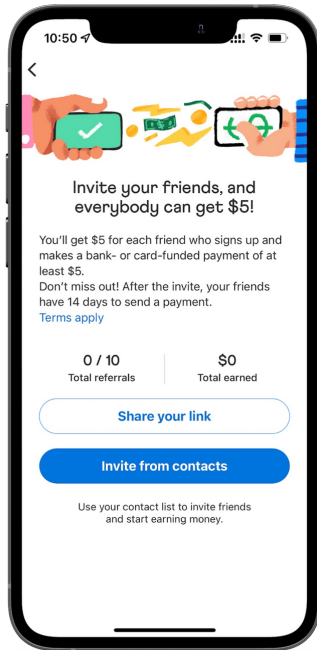 10:50
Invite your friends, and
everybody can get $5!
You'll get $5 for each friend who signs up and
makes a bank- or card-funded payment of at
least $5.
Don't miss out! After the invite, your friends
have 14 days to send a payment.
Terms apply
0 / 10
$0
Total referrals
Total earned
Share your link
Invite from contacts
Use your contact list to invite friends
and start earning money.